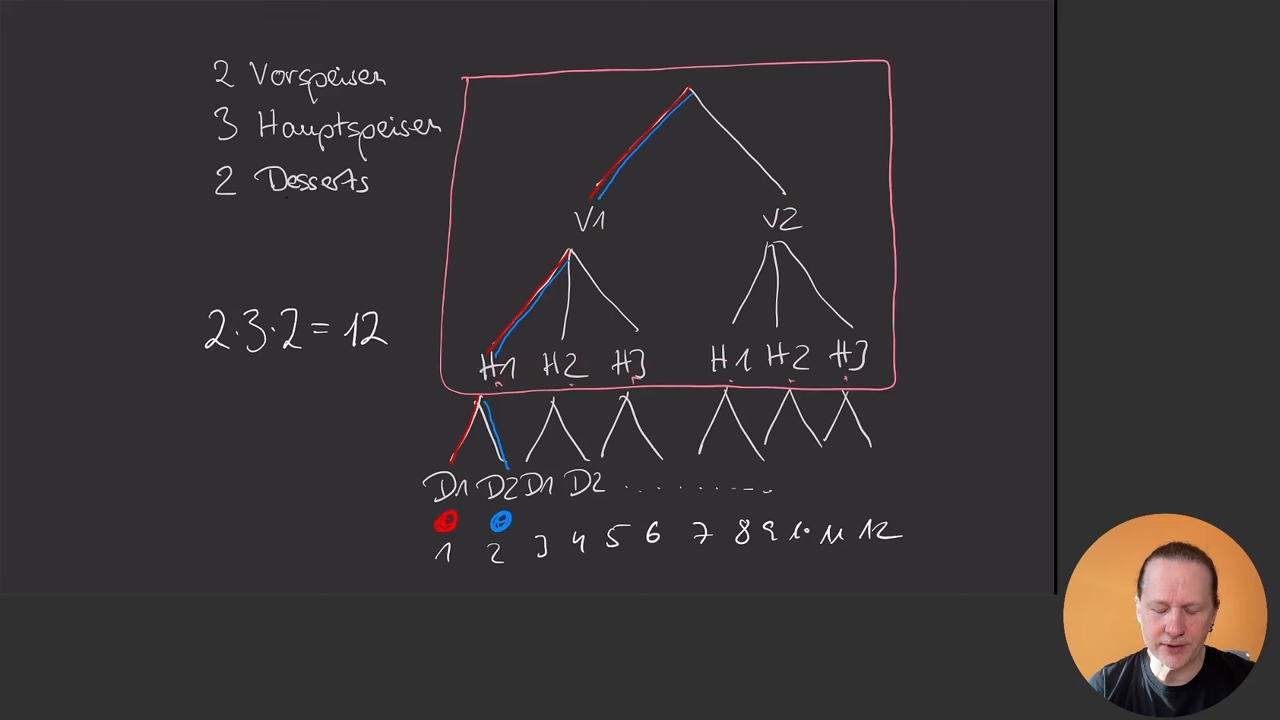 2 Vorspeisen
3 Hauptspeisen
2 Desserts
2·3·2 = 12
V1 V2
H1 H2 H3 H1 H2 H3
D1 D2 D1 D2 . . . . . . . . . .
1 2 3 4 5 6 7 8 9 10 11 12